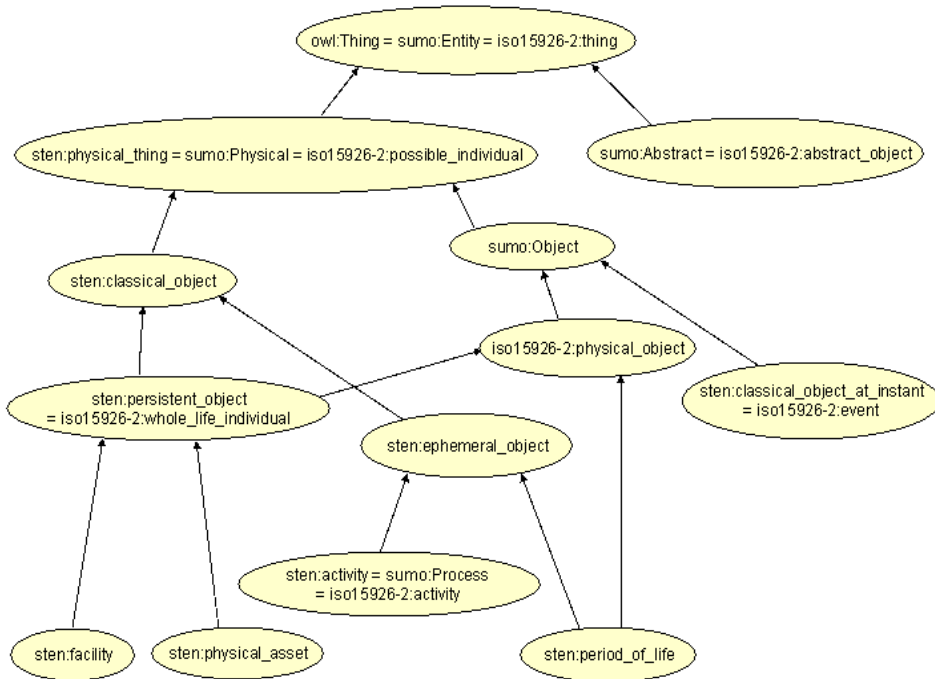 owl:Thing = sumo:Entity = iso15926-2:thing
sten:physical_thing = sumo:Physical = iso15926-2:possible_individual
sumo:Abstract = iso15926-2:abstract_object
sumo:Object
sten:classical_object
iso15926-2:physical_object
sten:persistent_object
= iso15926-2:whole_life_individual
sten:classical_object_at_instant
= iso15926-2:event
sten:ephemeral_object
sten:activity = sumo:Process
= iso15926-2:activity
sten:facility
sten:physical_asset
sten:period_of_life